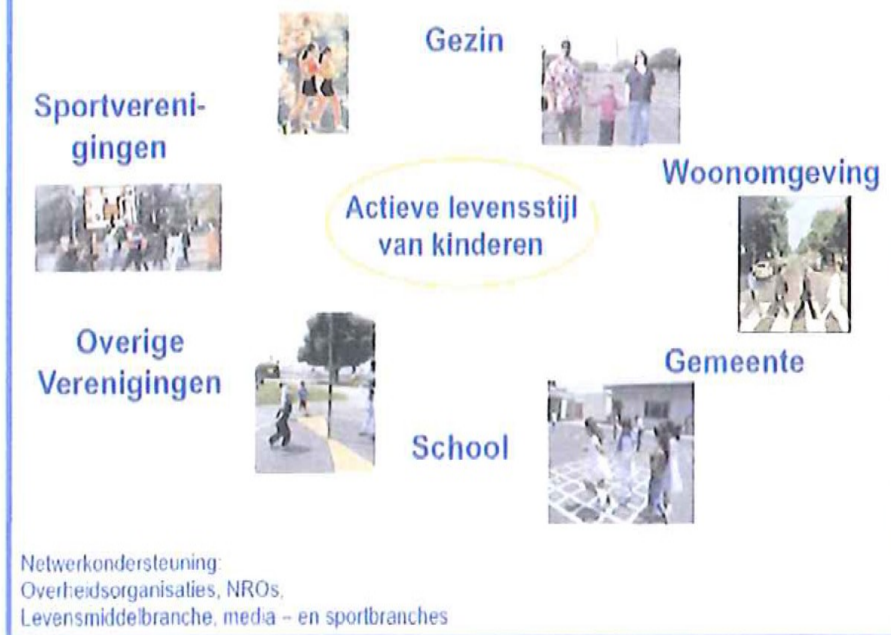 Gezin
Sportvereni-
gingen
Woonomgeving
Actieve levensstijl
van kinderen
Overige
Verenigingen
Gemeente
School
Netwerkondersteuning:
Overheidsorganisaties, NROs,
Levensmiddelbranche, media – en sportbranches